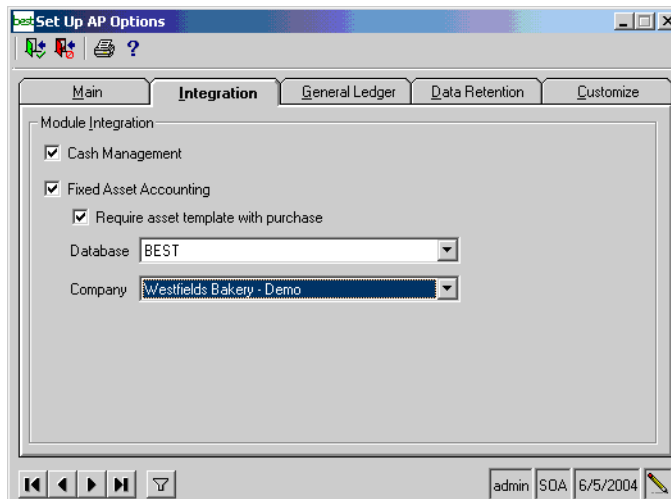 best Set Up AP Options
?
Main Integration General Ledger Data Retention Customize
Module Integration
Cash Management
Fixed Asset Accounting
Require asset template with purchase
Database BEST
Company Westfields Bakery - Demo
admin SOA 6/5/2004